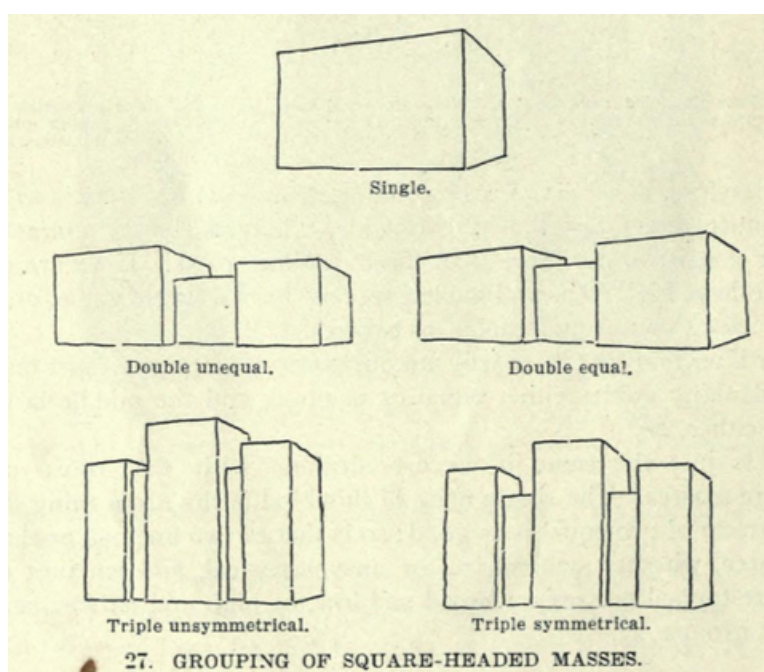 Single.
Double unequal.
Double equal.
Triple unsymmetrical.
Triple symmetrical.
27. GROUPING OF SQUARE-HEADED MASSES.